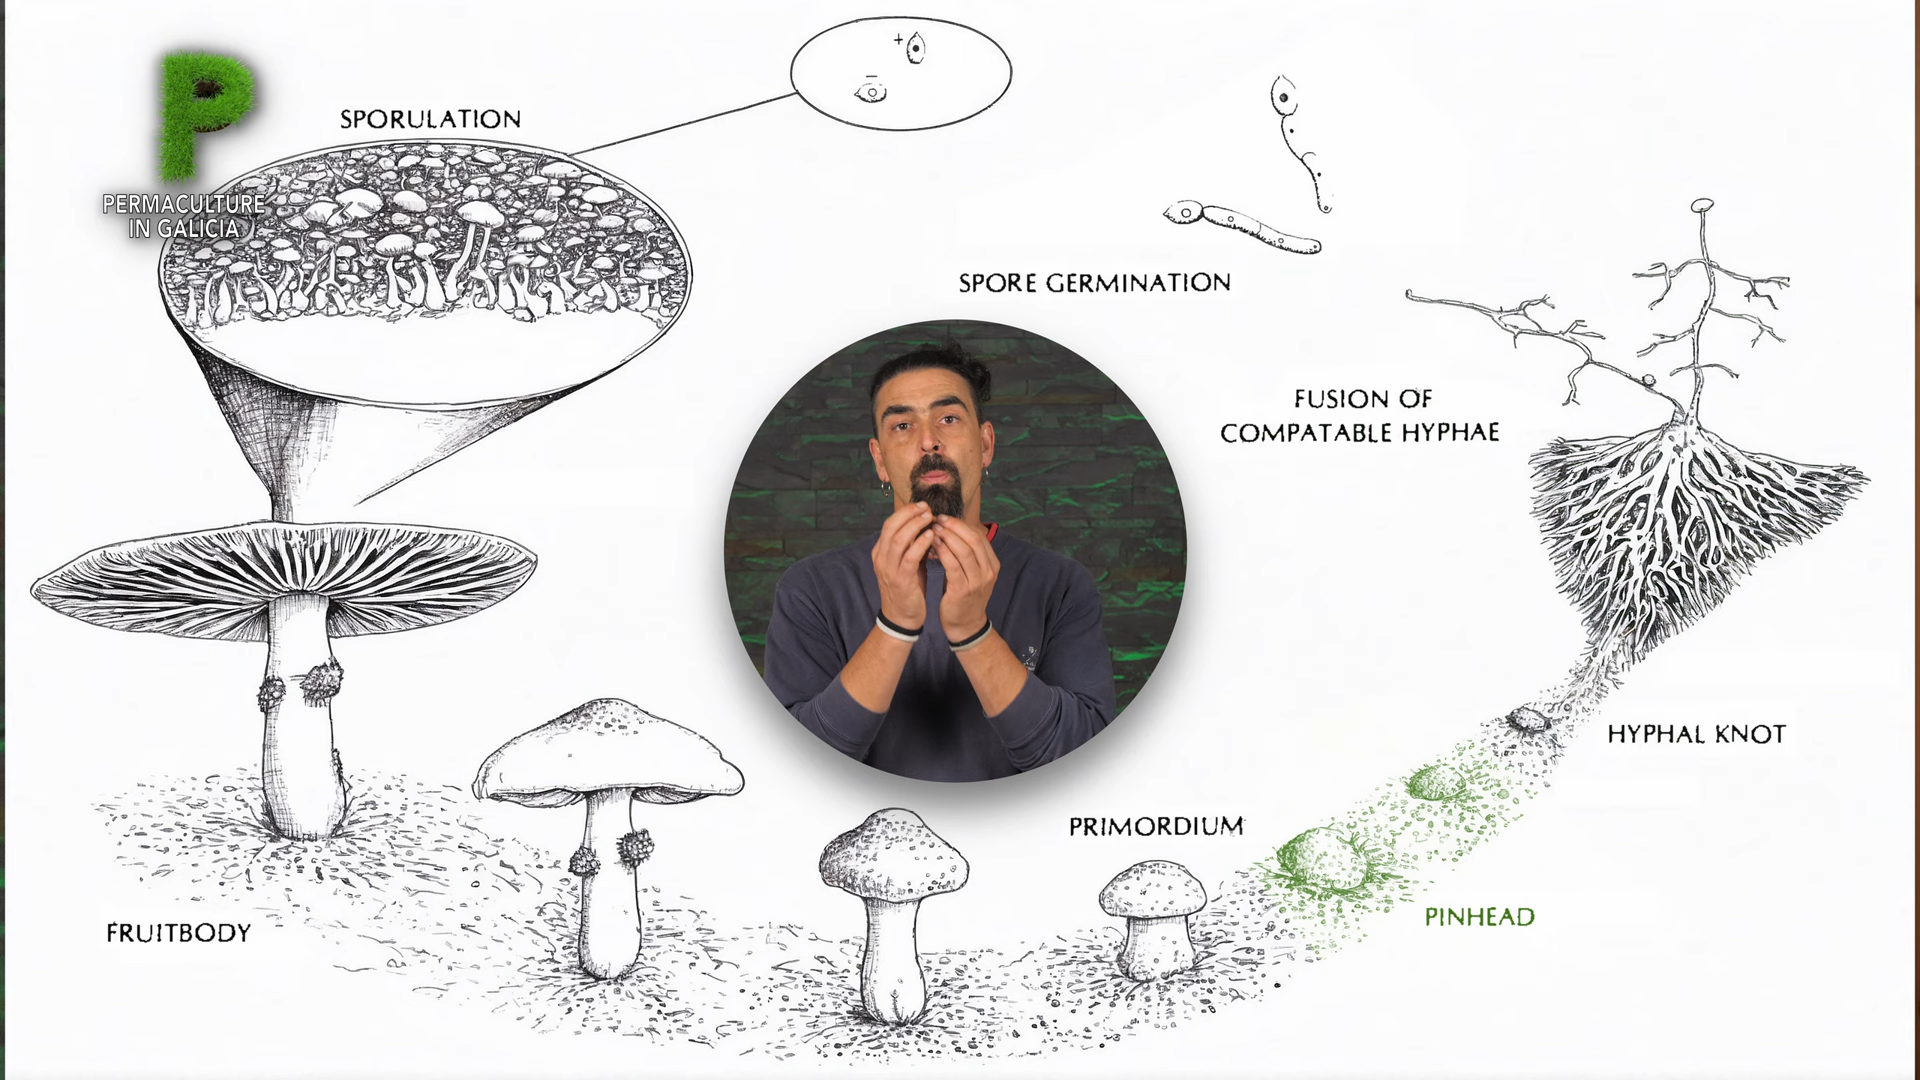 P
PERMACULTURE
IN GALICIA
SPORULATION
+
−
SPORE GERMINATION
FUSION OF
COMPATABLE HYPHAE
HYPHAL KNOT
PINHEAD
PRIMORDIUM
FRUITBODY